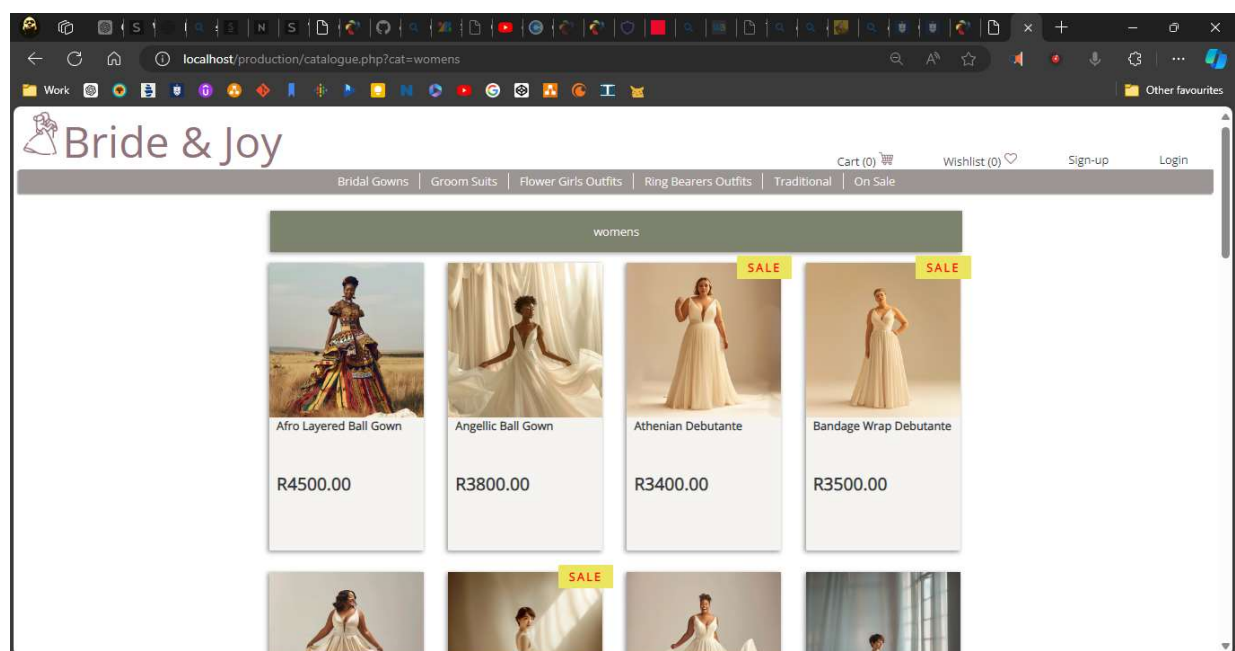 localhost/production/catalogue.php?cat=womens
Work
Other favourites
Bride & Joy
Cart (0) Wishlist (0) Sign-up Login
Bridal Gowns Groom Suits Flower Girls Outfits Ring Bearers Outfits Traditional On Sale
womens
SALE SALE
Afro Layered Ball Gown Angellic Ball Gown Athenian Debutante Bandage Wrap Debutante
R4500.00 R3800.00 R3400.00 R3500.00
SALE